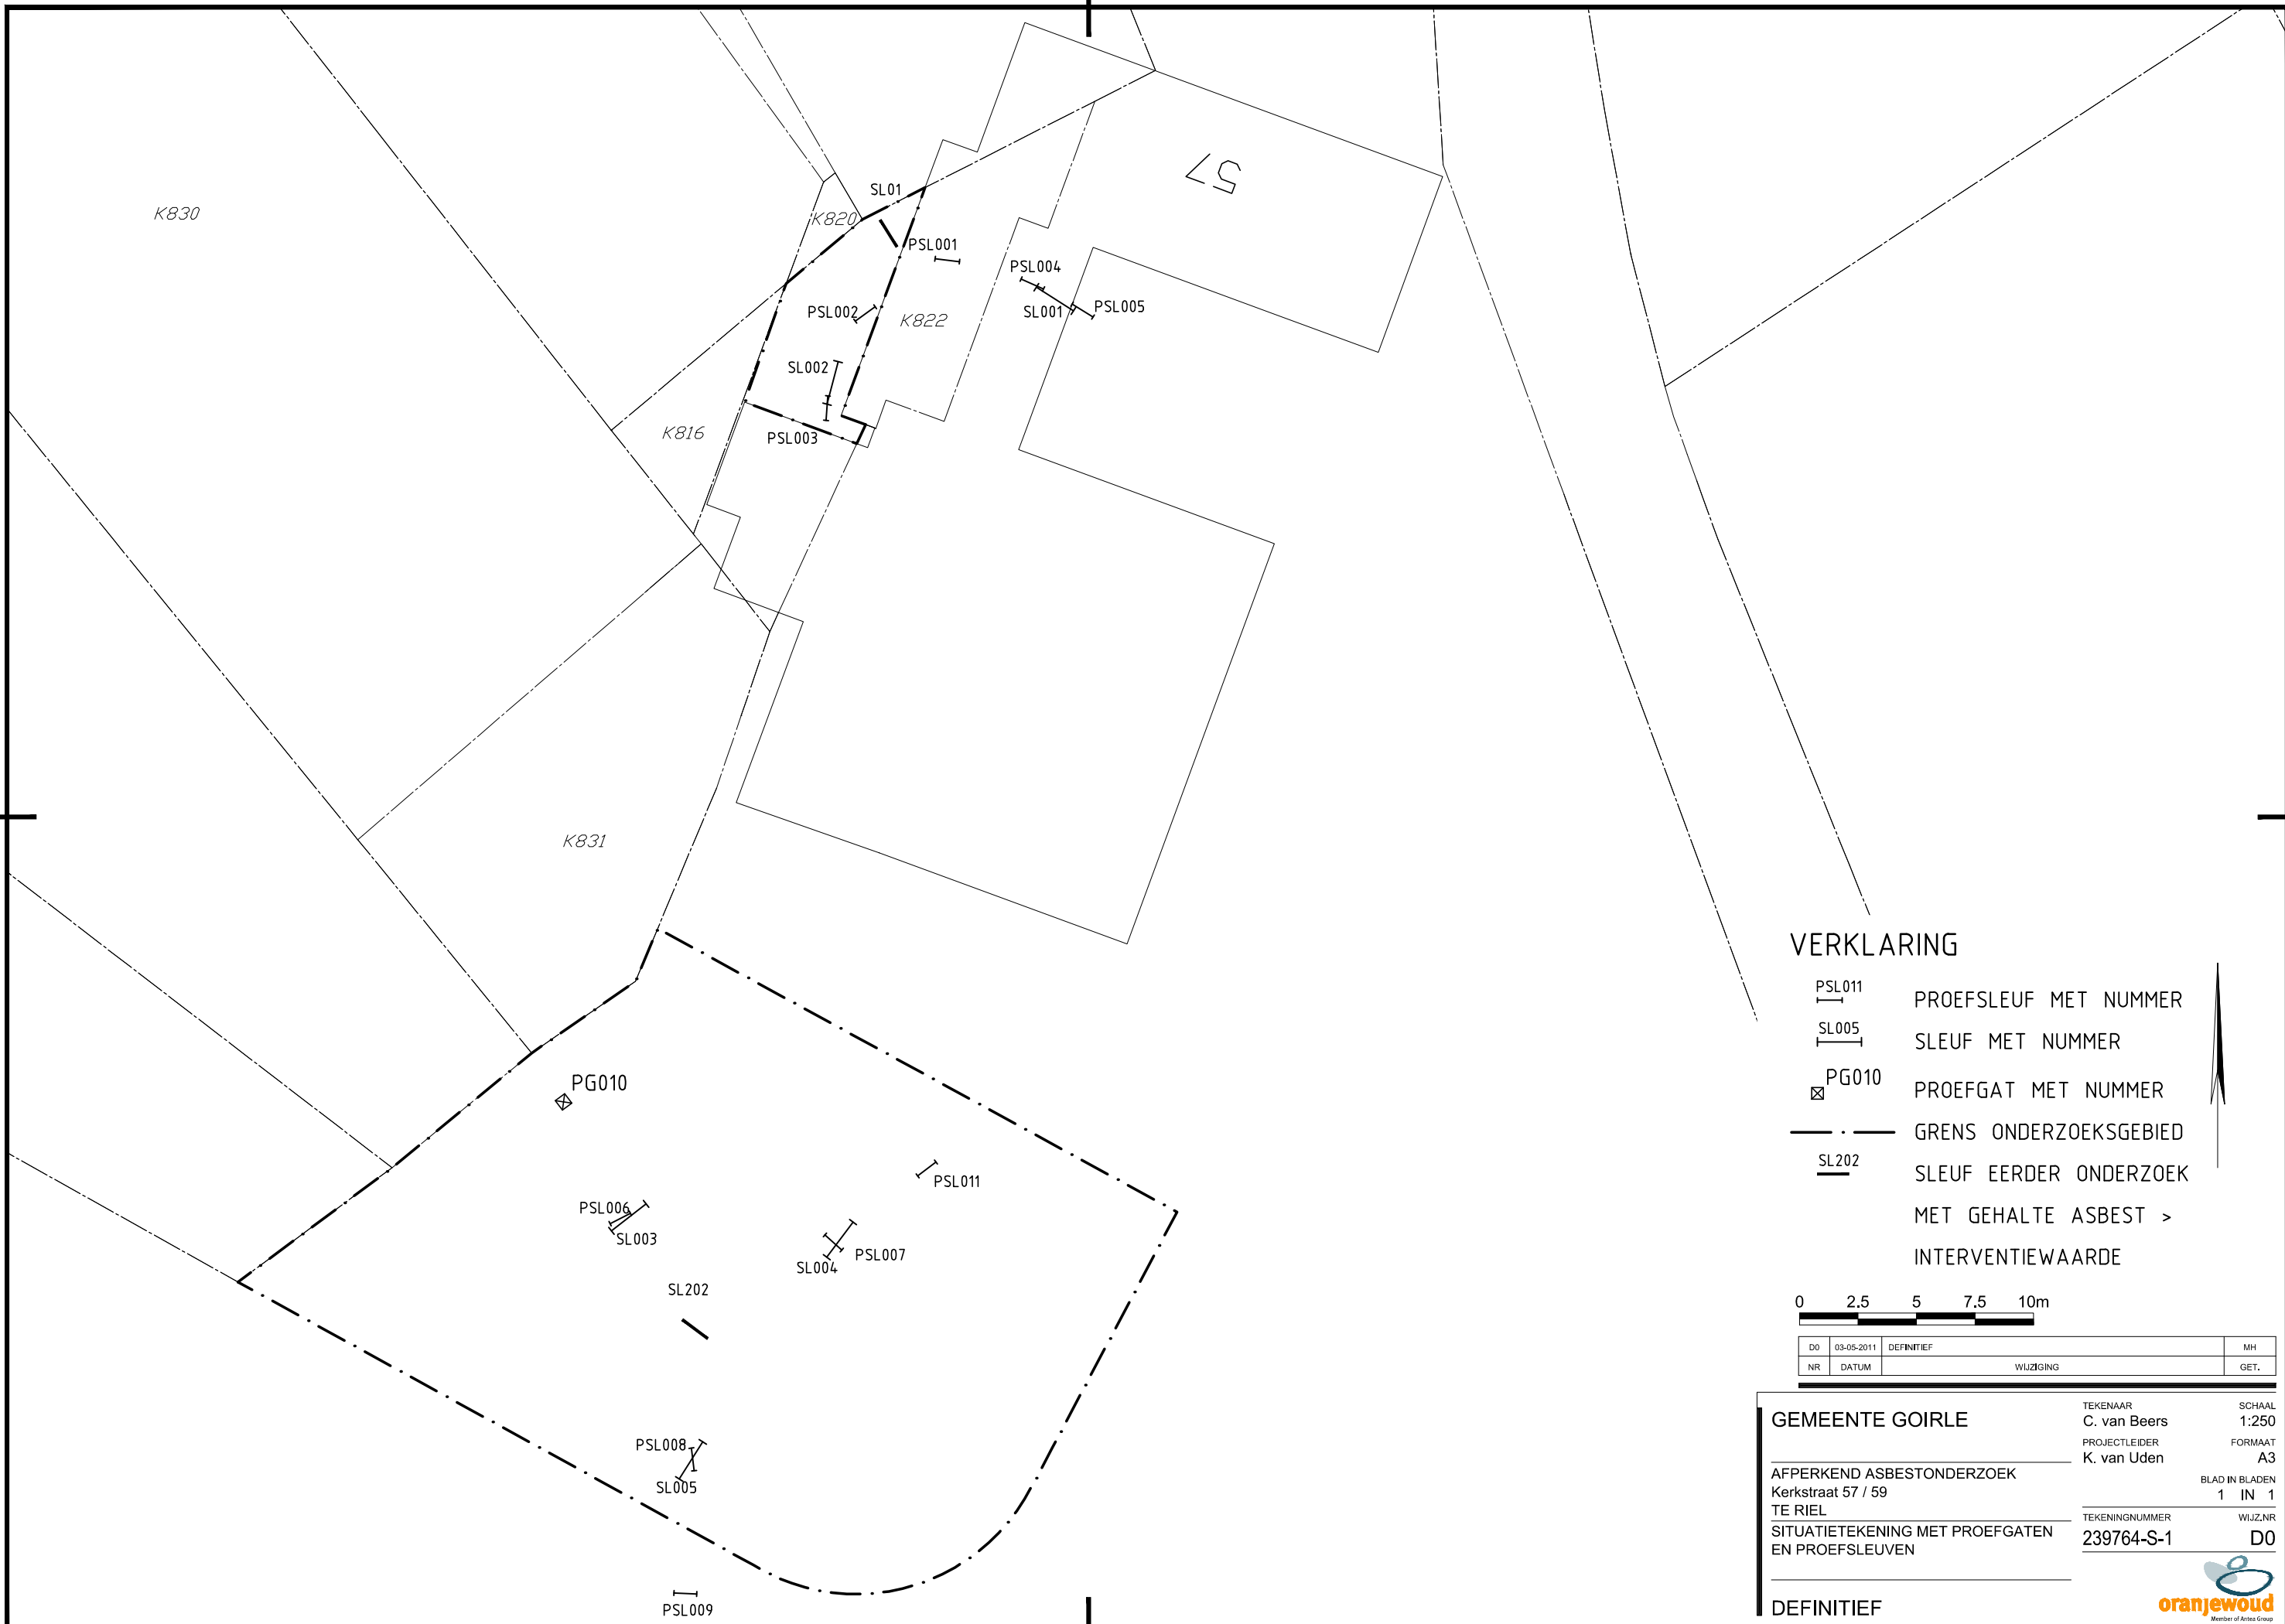 57
SL01
K830
K820
PSL001
PSL004
PSL002
SL001
PSL005
K822
SL002
K816
PSL003
K831
PG010
PSL011
PSL006
SL003
PSL007
SL004
SL202
PSL008
SL005
PSL009
VERKLARING
PSL011
PROEFSLEUF MET NUMMER
SL005
SLEUF MET NUMMER
PG010
PROEFGAT MET NUMMER
GRENS ONDERZOEKSGEBIED
SL202
SLEUF EERDER ONDERZOEK
MET GEHALTE ASBEST >
INTERVENTIEWAARDE
0 2.5 5 7.5 10m
D0 03-05-2011 DEFINITIEF MH
NR DATUM WIJZIGING GET.
GEMEENTE GOIRLE
TEKENAAR SCHAAL
C. van Beers 1:250
PROJECTLEIDER FORMAAT
K. van Uden A3
AFPERKEND ASBESTONDERZOEK
Kerkstraat 57 / 59
TE RIEL
BLAD IN BLADEN
1 IN 1
SITUATIETEKENING MET PROEFGATEN
EN PROEFSLEUVEN
TEKENINGNUMMER WIJZ.NR
239764-S-1 D0
DEFINITIEF
oranjewoud
Member of Antea Group